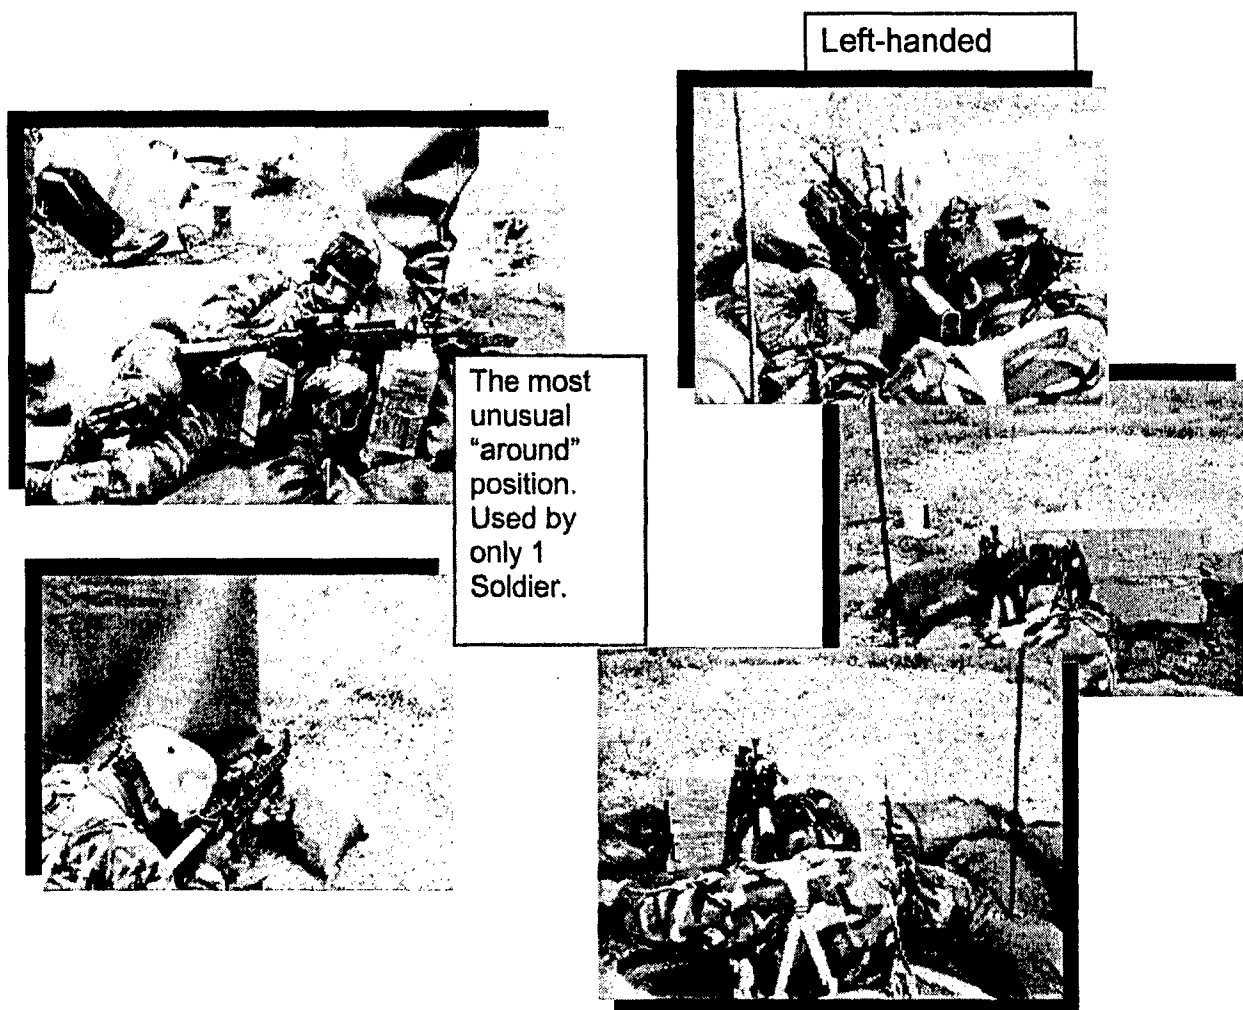 Left-handed
The most
unusual
“around”
position.
Used by
only 1
Soldier.